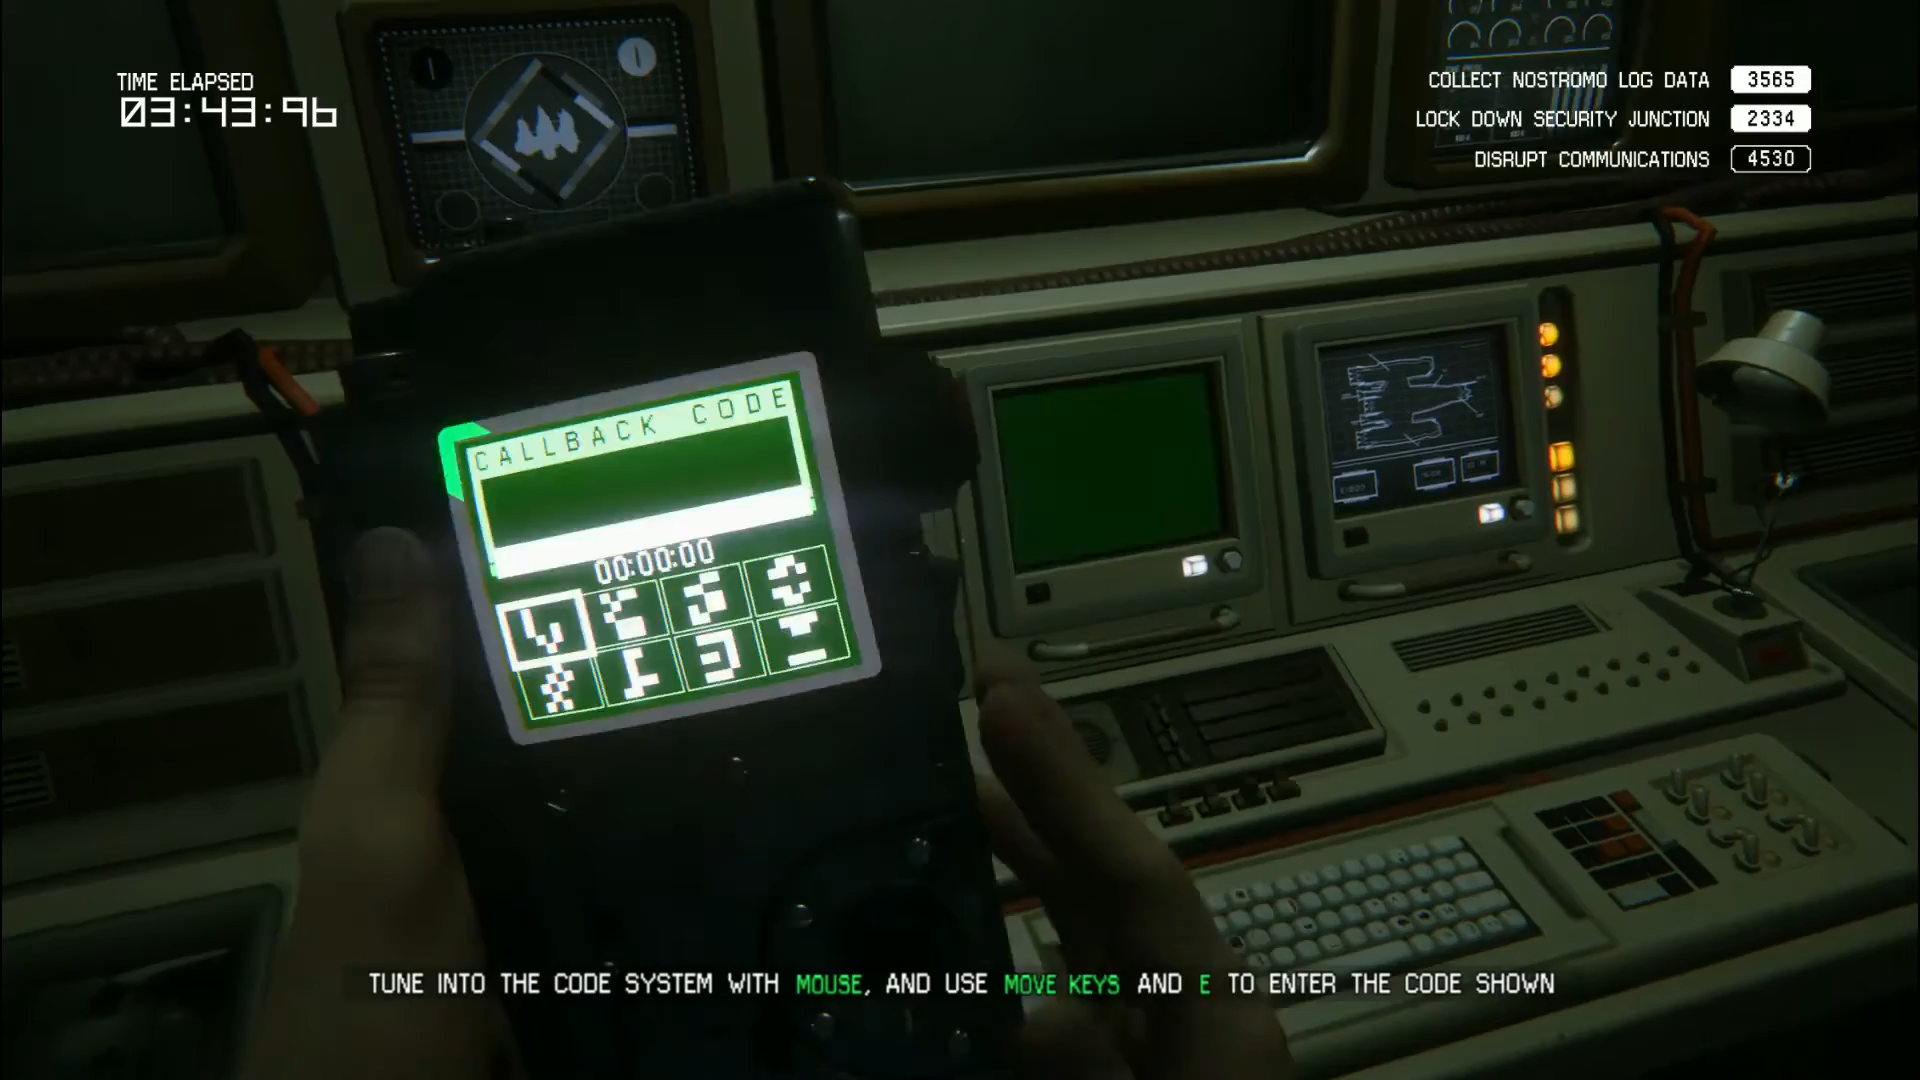 TIME ELAPSED
03:43:96
COLLECT NOSTROMO LOG DATA 3565
LOCK DOWN SECURITY JUNCTION 2334
DISRUPT COMMUNICATIONS 4530
CALLBACK CODE
00:00:00
TUNE INTO THE CODE SYSTEM WITH MOUSE, AND USE MOVE KEYS AND E TO ENTER THE CODE SHOWN